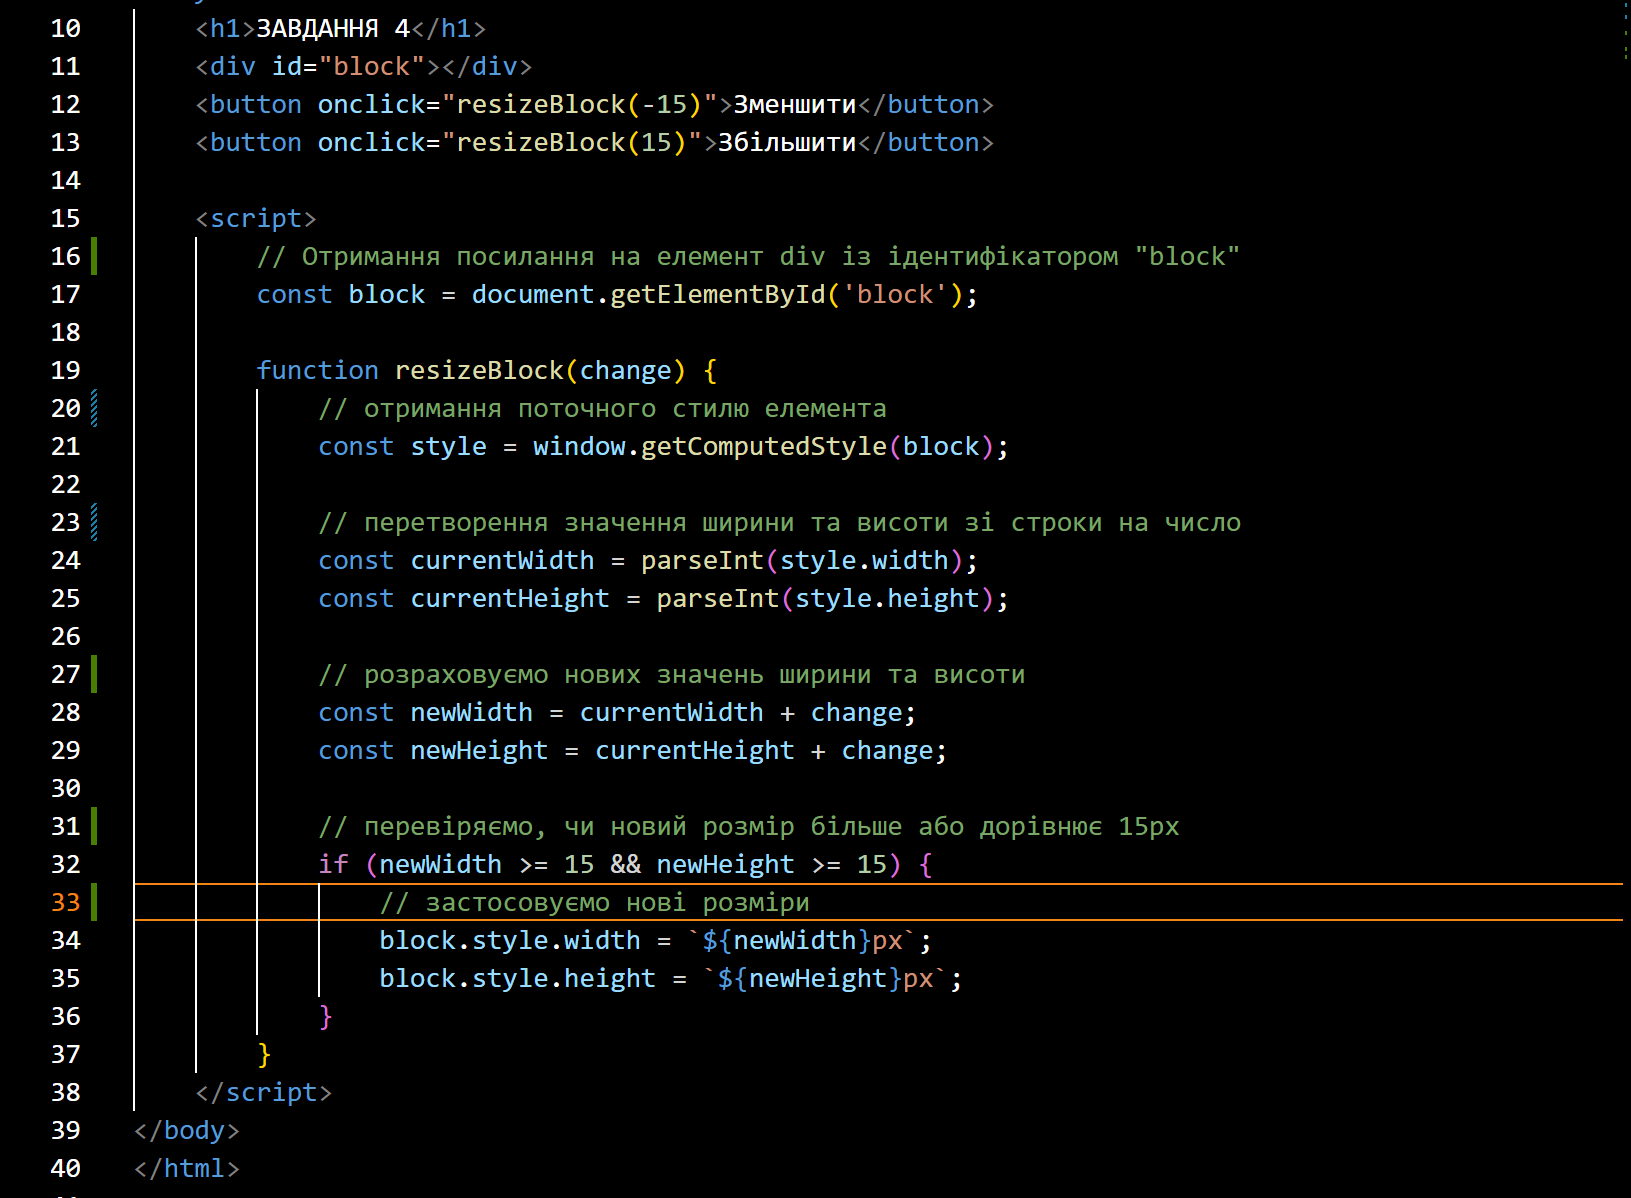 10 <h1>ЗАВДАННЯ 4</h1>
11 <div id="block"></div>
12 <button onclick="resizeBlock(-15)">Зменшити</button>
13 <button onclick="resizeBlock(15)">Збільшити</button>
14
15 <script>
16 // Отримання посилання на елемент div із ідентифікатором "block"
17 const block = document.getElementById('block');
18
19 function resizeBlock(change) {
20 // отримання поточного стилю елемента
21 const style = window.getComputedStyle(block);
22
23 // перетворення значення ширини та висоти зі строки на число
24 const currentWidth = parseInt(style.width);
25 const currentHeight = parseInt(style.height);
26
27 // розраховуємо нових значень ширини та висоти
28 const newWidth = currentWidth + change;
29 const newHeight = currentHeight + change;
30
31 // перевіряємо, чи новий розмір більше або дорівнює 15px
32 if (newWidth >= 15 && newHeight >= 15) {
33 // застосовуємо нові розміри
34 block.style.width = `${newWidth}px`;
35 block.style.height = `${newHeight}px`;
36 }
37 }
38 </script>
39 </body>
40 </html>